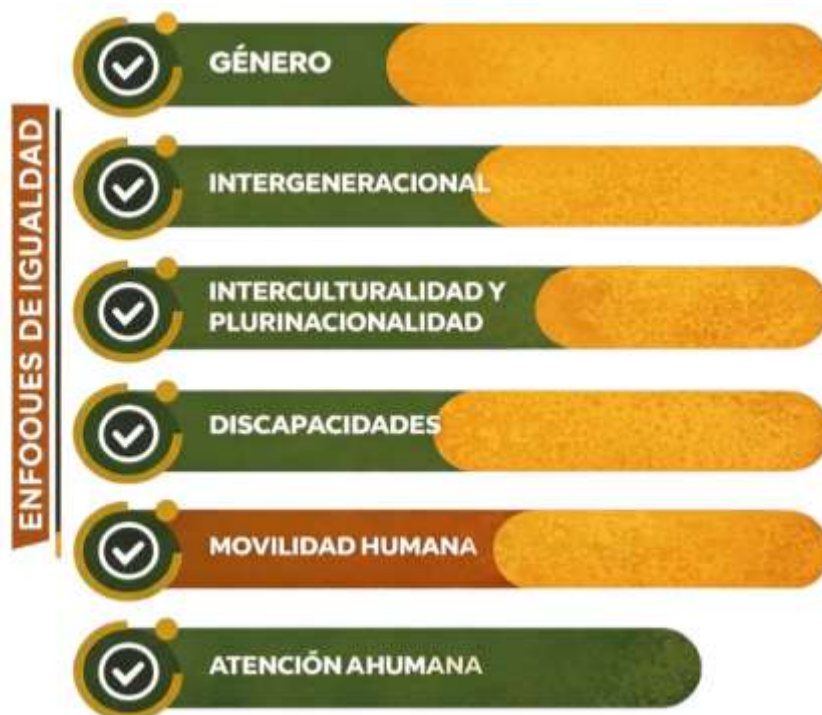 ENFOQUES DE IGUALDAD
GÉNERO
INTERGENERACIONAL
INTERCULTURALIDAD Y
PLURINACIONALIDAD
DISCAPACIDADES
MOVILIDAD HUMANA
ATENCIÓN AHUMANA